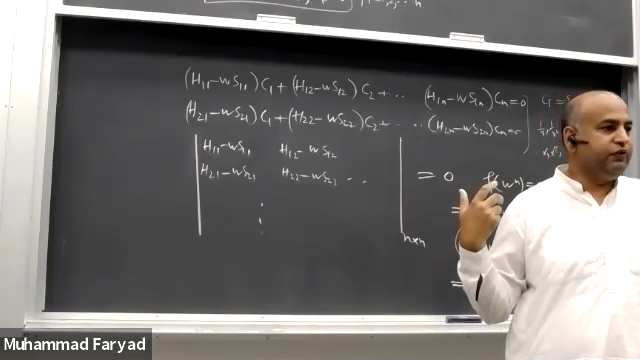 (H₁₁-wS₁₁)C₁+(H₁₂-wS₁₂)C₂+... (H₁ₙ-wS₁ₙ)Cₙ=0
(H₂₁-wS₂₁)C₁+(H₂₂-wS₂₂)C₂+... (H₂ₙ-wS₂ₙ)Cₙ=0
H₁₁-wS₁₁ H₁₂-wS₁₂
H₂₁-wS₂₁ H₂₂-wS₂₂ ..
= 0
n×n
Muhammad Faryad